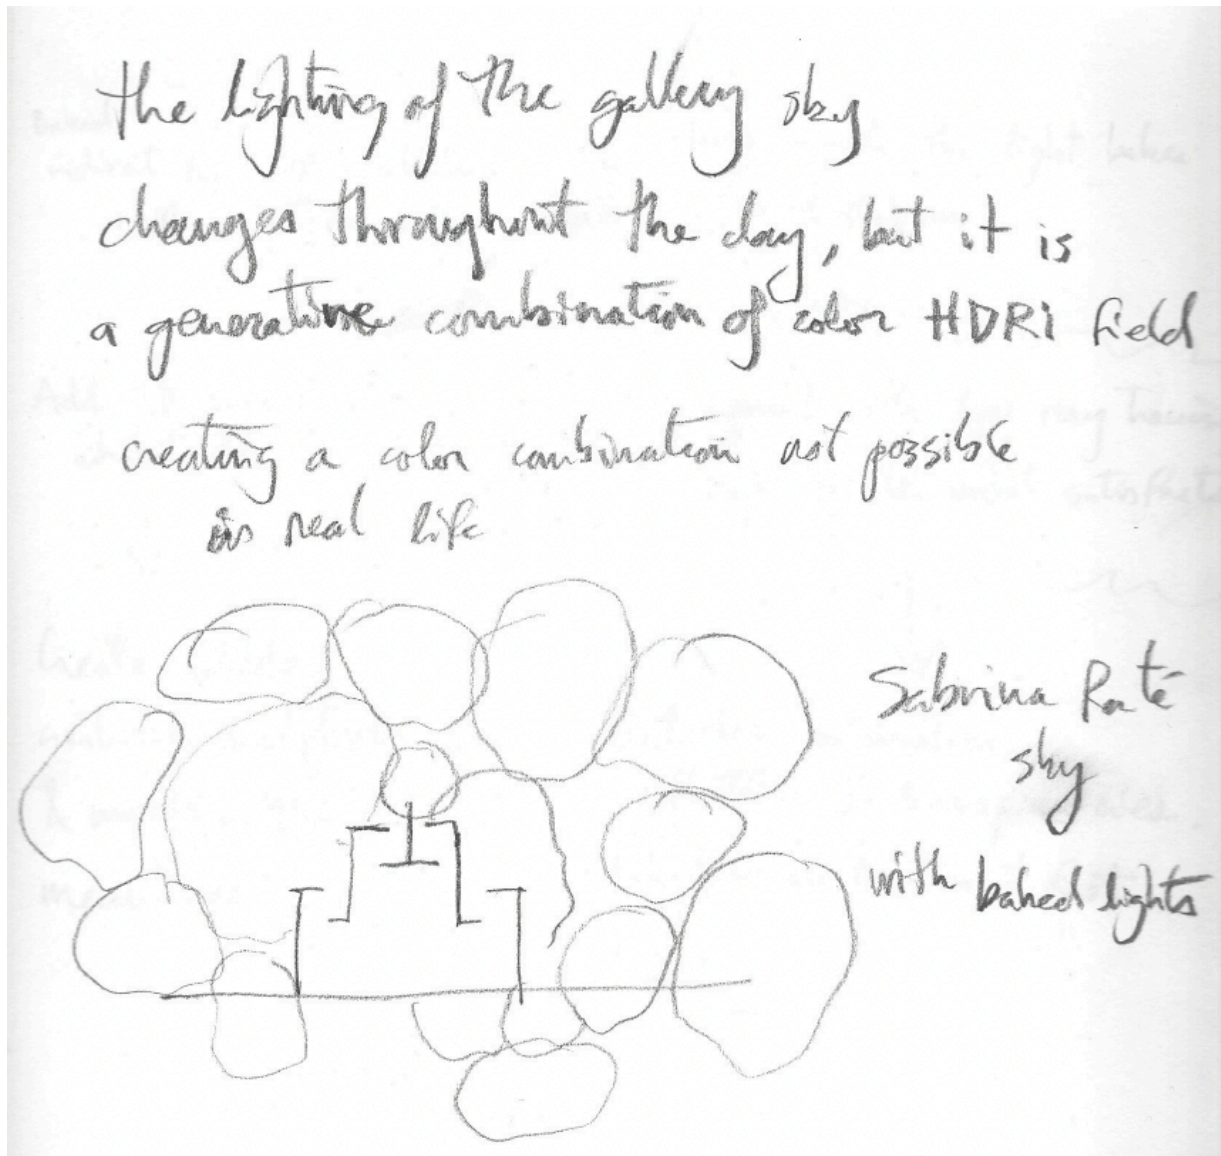 the lighting of the gallery sky
changes throughout the day, but it is
a generative combination of color HDRI field
creating a color combination not possible
in real life
Sabrina Raté
sky
with baked lights